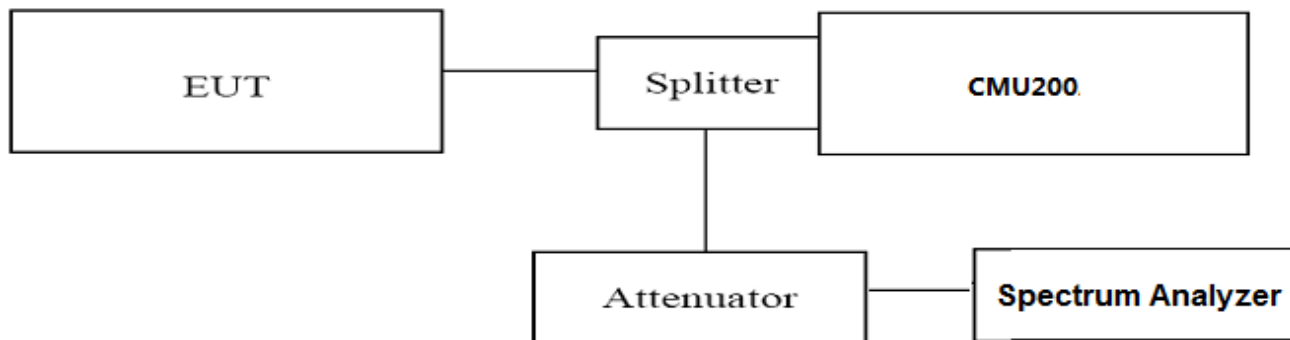 EUT
Splitter
CMU200
Attenuator
Spectrum Analyzer